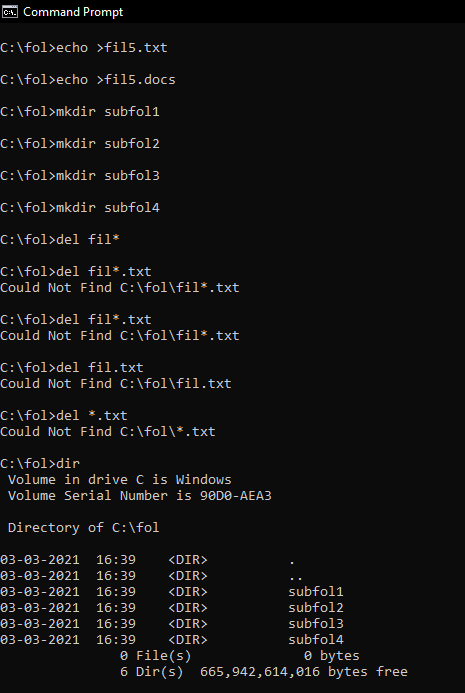 Command Prompt
C:\fol>echo >fil5.txt
C:\fol>echo >fil5.docs
C:\fol>mkdir subfol1
C:\fol>mkdir subfol2
C:\fol>mkdir subfol3
C:\fol>mkdir subfol4
C:\fol>del fil*
C:\fol>del fil*.txt
Could Not Find C:\fol\fil*.txt
C:\fol>del fil*.txt
Could Not Find C:\fol\fil*.txt
C:\fol>del fil.txt
Could Not Find C:\fol\fil.txt
C:\fol>del *.txt
Could Not Find C:\fol\*.txt
C:\fol>dir
Volume in drive C is Windows
Volume Serial Number is 90D0-AEA3
Directory of C:\fol
03-03-2021  16:39    <DIR>          .
03-03-2021  16:39    <DIR>          ..
03-03-2021  16:39    <DIR>          subfol1
03-03-2021  16:39    <DIR>          subfol2
03-03-2021  16:39    <DIR>          subfol3
03-03-2021  16:39    <DIR>          subfol4
0 File(s)              0 bytes
6 Dir(s)  665,942,614,016 bytes free